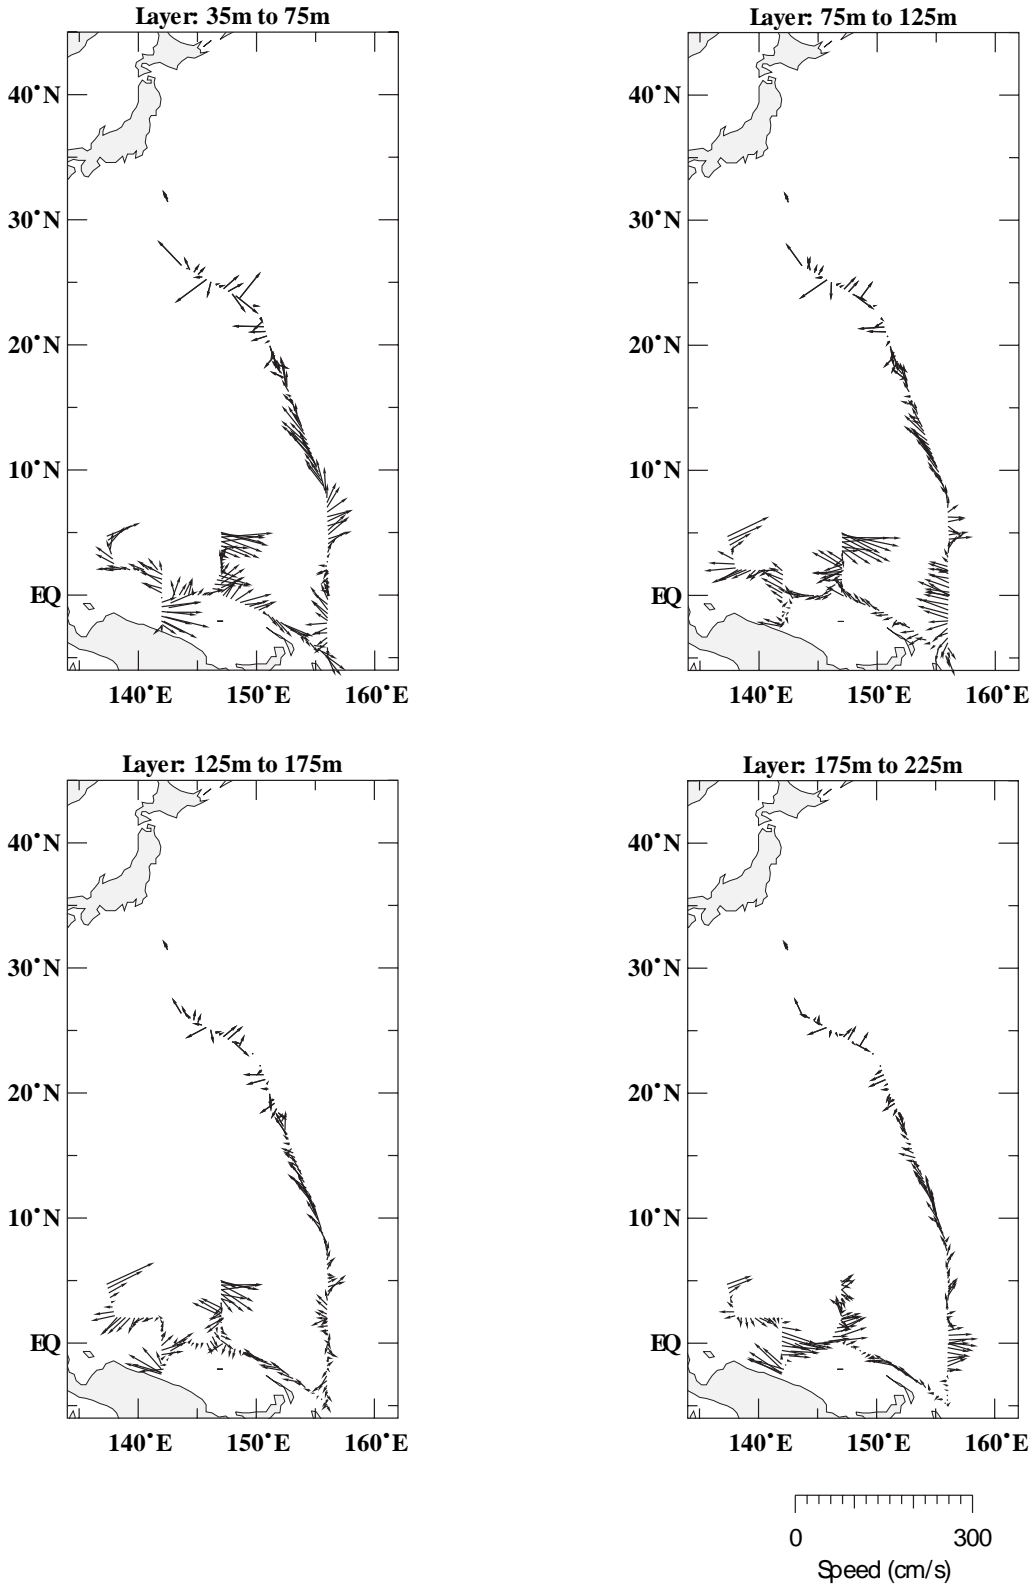 Layer: 35m to 75m
40°N
30°N
20°N
10°N
EQ
140°E 150°E 160°E
Layer: 75m to 125m
40°N
30°N
20°N
10°N
EQ
140°E 150°E 160°E
Layer: 125m to 175m
40°N
30°N
20°N
10°N
EQ
140°E 150°E 160°E
Layer: 175m to 225m
40°N
30°N
20°N
10°N
EQ
140°E 150°E 160°E
0 300
Speed (cm/s)